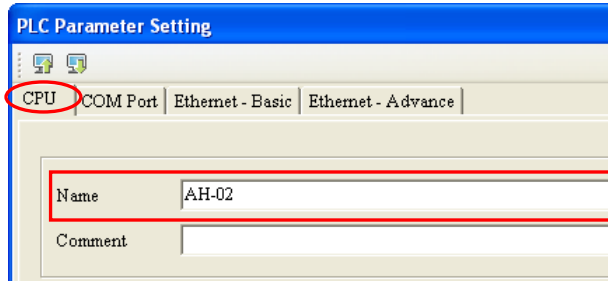 PLC Parameter Setting
CPU COM Port Ethernet - Basic Ethernet - Advance
Name AH-02
Comment